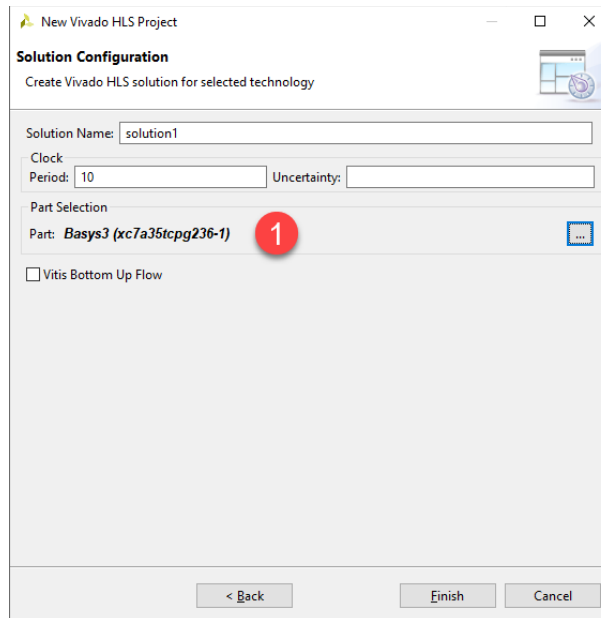 New Vivado HLS Project
Solution Configuration
Create Vivado HLS solution for selected technology
Solution Name: solution1
Clock
Period: 10 Uncertainty:
Part Selection
Part: Basys3 (xc7a35tcpg236-1) 1 ...
Vitis Bottom Up Flow
< Back Finish Cancel